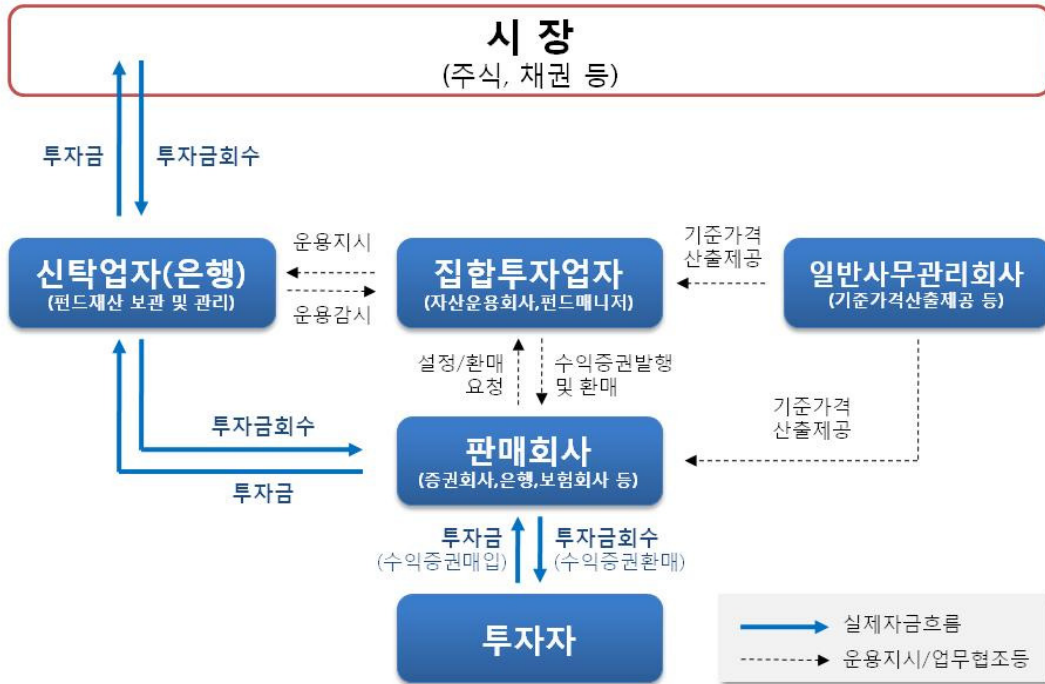 시 장
(주식, 채권 등)
투자금
투자금회수
신탁업자(은행)
(펀드재산 보관 및 관리)
운용지시
운용감시
집합투자업자
(자산운용회사,펀드매니저)
기준가격
산출제공
일반사무관리회사
(기준가격산출제공 등)
설정/환매
요청
수익증권발행
및 환매
기준가격
산출제공
투자금회수
투자금
판매회사
(증권회사,은행,보험회사 등)
투자금
(수익증권매입)
투자금회수
(수익증권환매)
투자자
실제자금흐름
운용지시/업무협조등